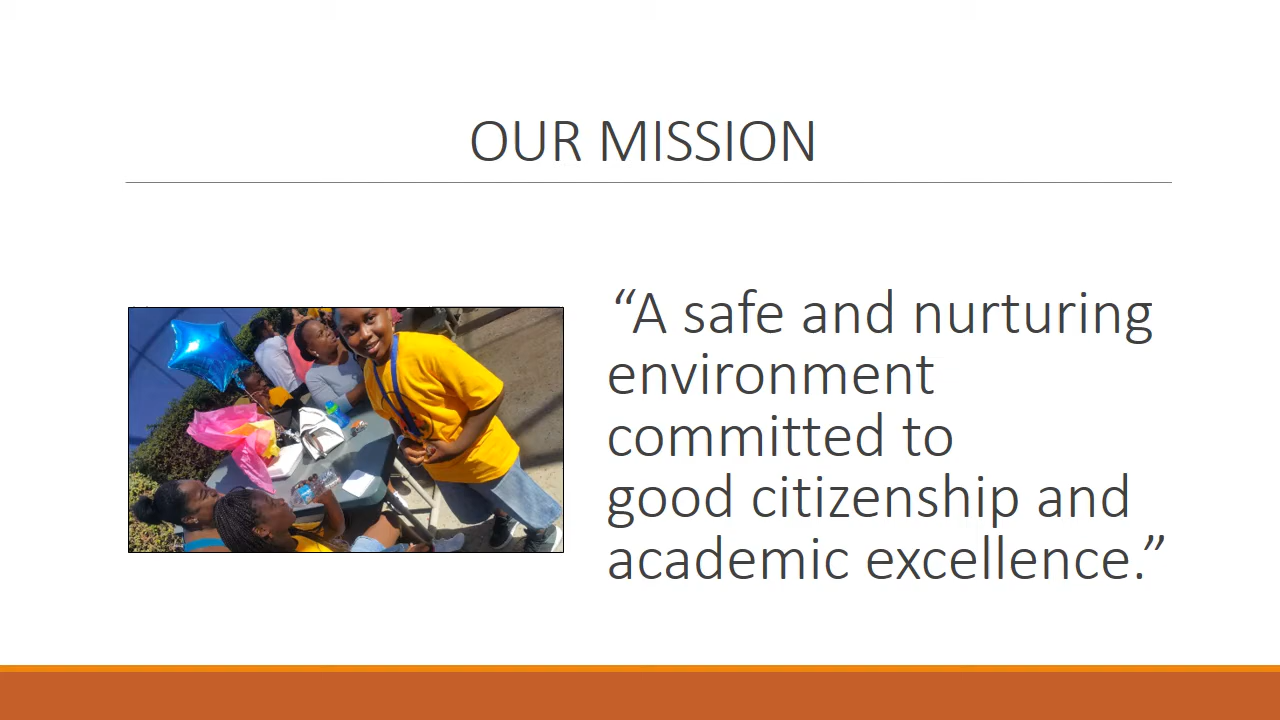 OUR MISSION
“A safe and nurturing
environment
committed to
good citizenship and
academic excellence.”